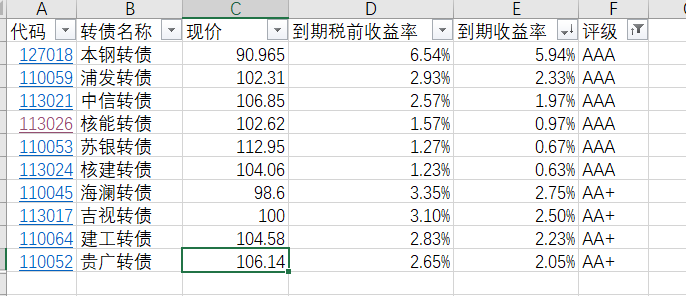 A B C D E F
代码 转债名称 现价 到期税前收益率 到期收益率 评级
127018 本钢转债 90.965 6.54% 5.94% AAA
110059 浦发转债 102.31 2.93% 2.33% AAA
113021 中信转债 106.85 2.57% 1.97% AAA
113026 核能转债 102.62 1.57% 0.97% AAA
110053 苏银转债 112.95 1.27% 0.67% AAA
113024 核建转债 104.06 1.23% 0.63% AAA
110045 海澜转债 98.6 3.35% 2.75% AA+
113017 吉视转债 100 3.10% 2.50% AA+
110064 建工转债 104.58 2.83% 2.23% AA+
110052 贵广转债 106.14 2.65% 2.05% AA+